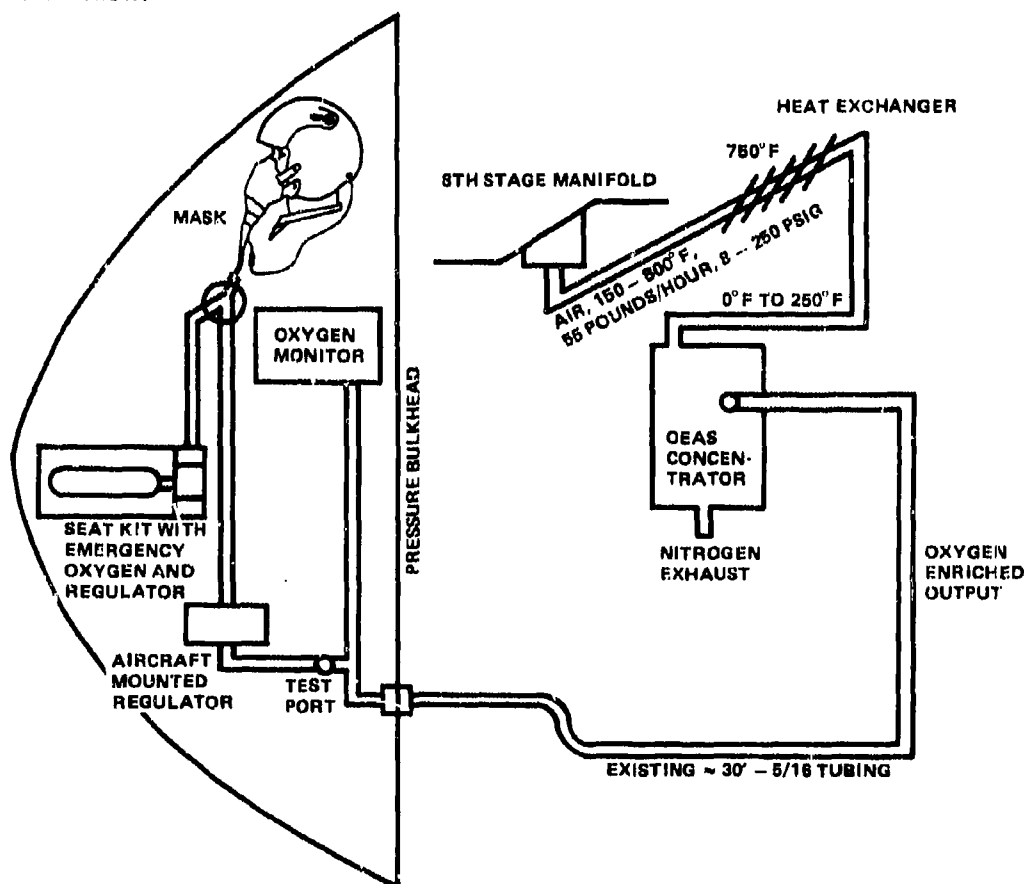 HEAT EXCHANGER
750°F
8TH STAGE MANIFOLD
MASK
AIR, 150 – 800°F,
55 POUNDS/HOUR, 8 – 250 PSIG
0°F TO 250°F
OXYGEN
MONITOR
PRESSURE BULKHEAD
OEAS
CONCEN-
TRATOR
SEAT KIT WITH
EMERGENCY
OXYGEN AND
REGULATOR
NITROGEN
EXHAUST
OXYGEN
ENRICHED
OUTPUT
AIRCRAFT
MOUNTED
REGULATOR
TEST
PORT
EXISTING ~ 30' – 5/16 TUBING